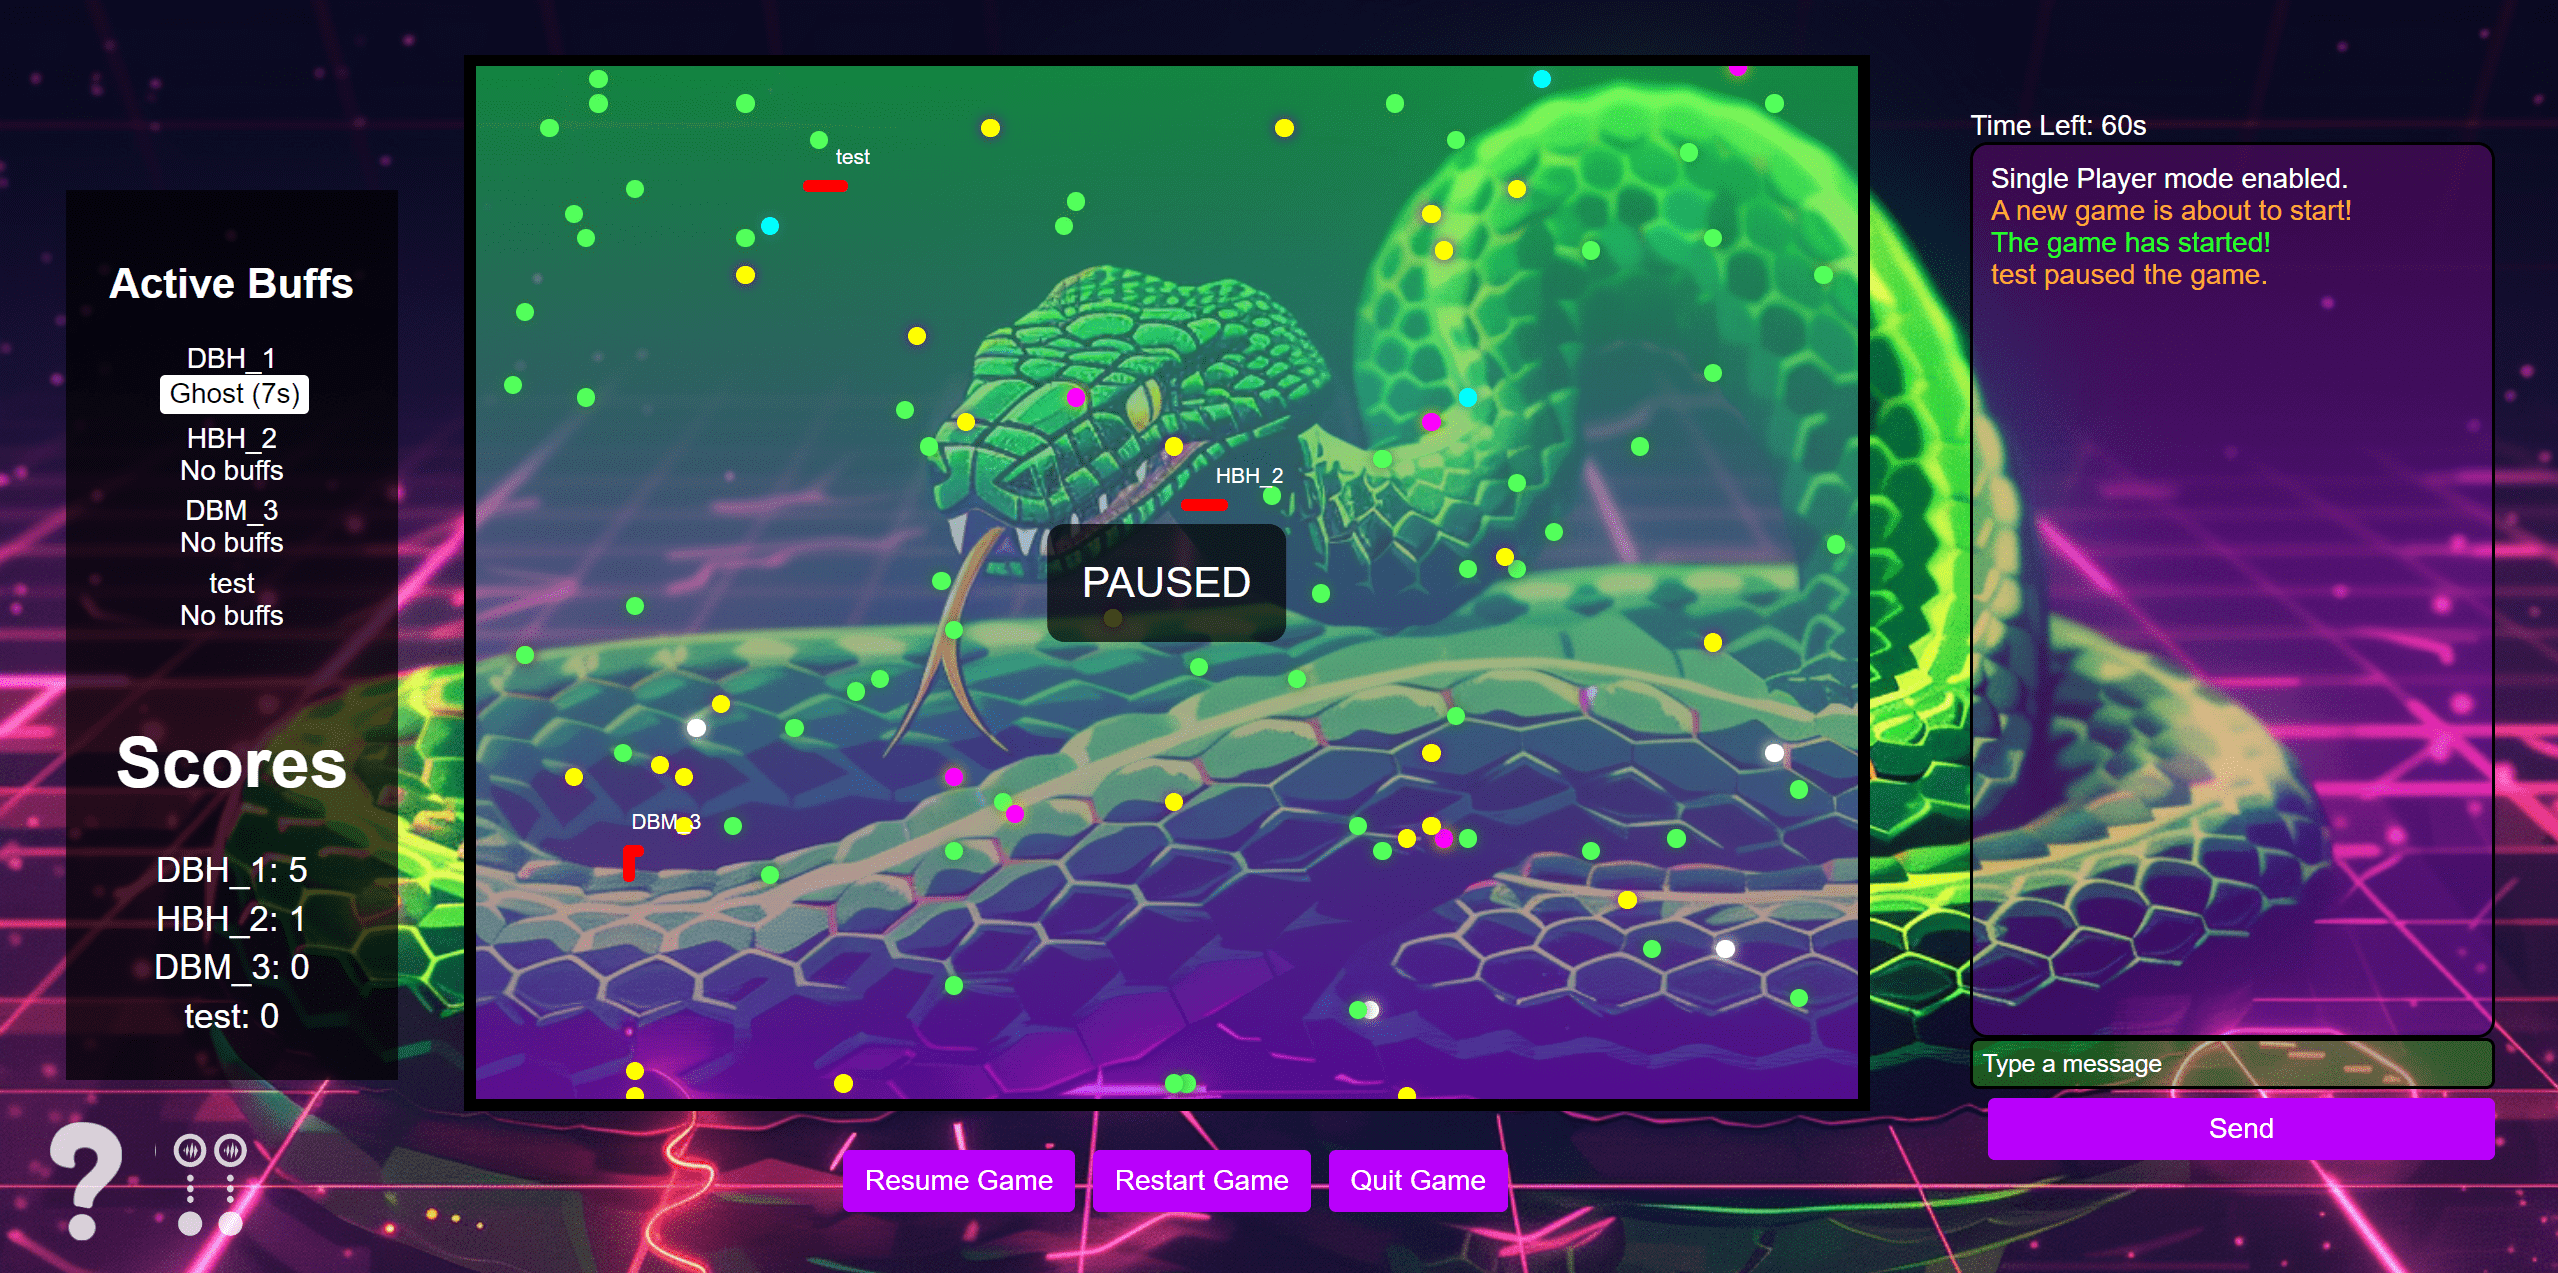 Active Buffs
DBH_1
Ghost (7s)
HBH_2
No buffs
DBM_3
No buffs
test
No buffs
Scores
DBH_1: 5
HBH_2: 1
DBM_3: 0
test: 0
test
HBH_2
PAUSED
DBM_3
Resume Game
Restart Game
Quit Game
Time Left: 60s
Single Player mode enabled.
A new game is about to start!
The game has started!
test paused the game.
Type a message
Send